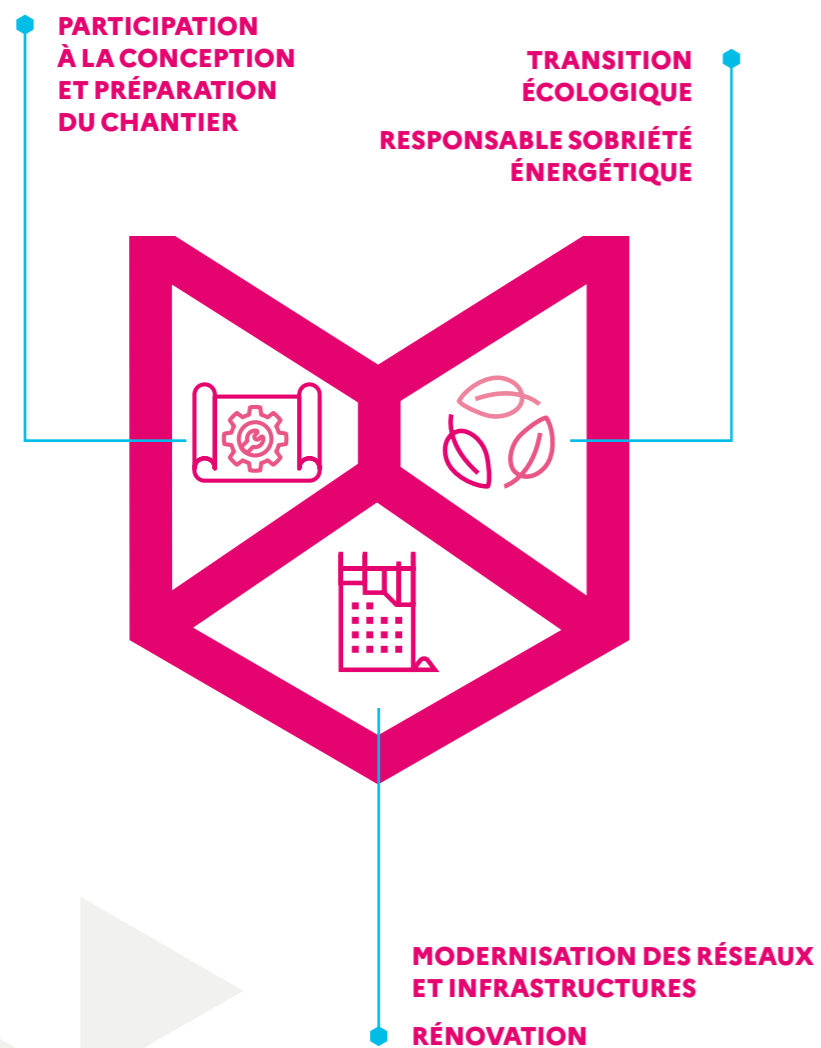 PARTICIPATION
À LA CONCEPTION
ET PRÉPARATION
DU CHANTIER
TRANSITION
ÉCOLOGIQUE
RESPONSABLE SOBRIÉTÉ
ÉNERGÉTIQUE
MODERNISATION DES RÉSEAUX
ET INFRASTRUCTURES
RÉNOVATION